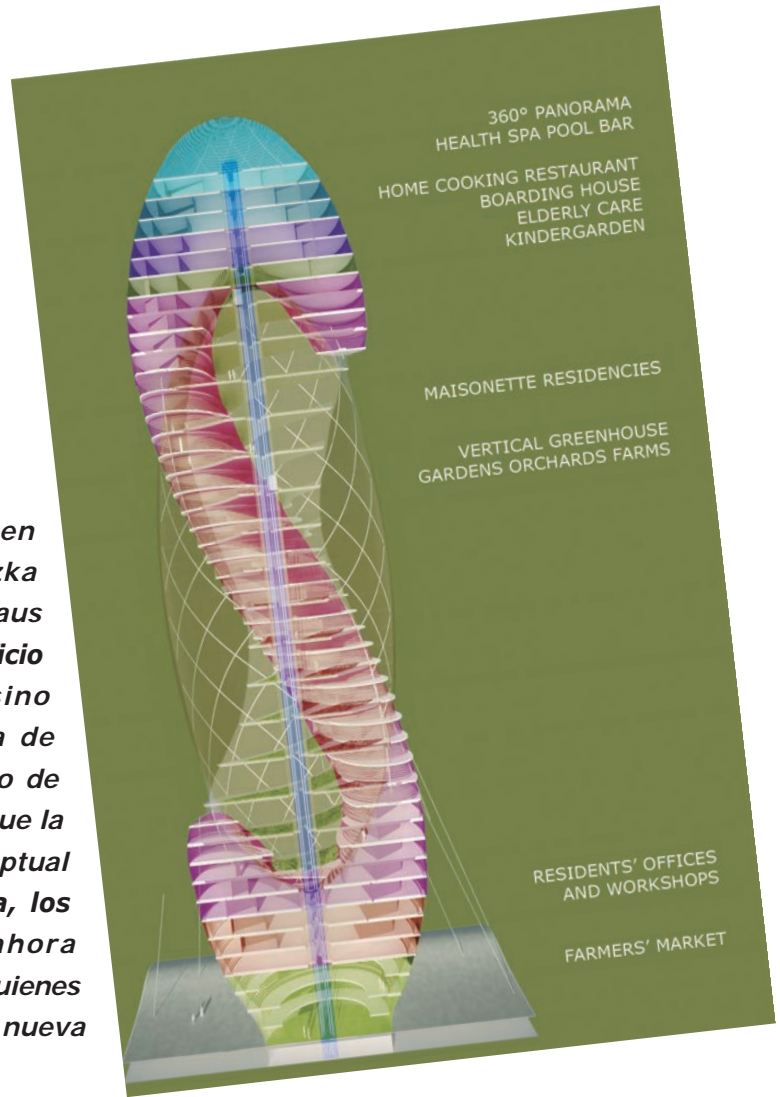 360° PANORAMA
HEALTH SPA POOL BAR
HOME COOKING RESTAURANT
BOARDING HOUSE
ELDERLY CARE
KINDERGARDEN
MAISONETTE RESIDENCIES
VERTICAL GREENHOUSE
GARDENS ORCHARDS FARMS
RESIDENTS' OFFICES
AND WORKSHOPS
FARMERS' MARKET
en
zka
aus
icio
sino
a de
o de
ue la
ptual
a, los
ahora
uienes
nueva